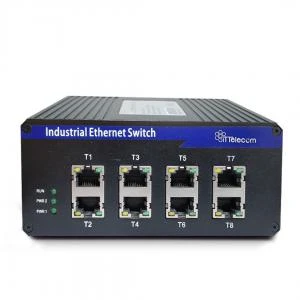 Industrial Ethernet Switch
Telecom
T1 T3 T5 T7
RUN
PWR 2
PWR 1
T2 T4 T6 T8